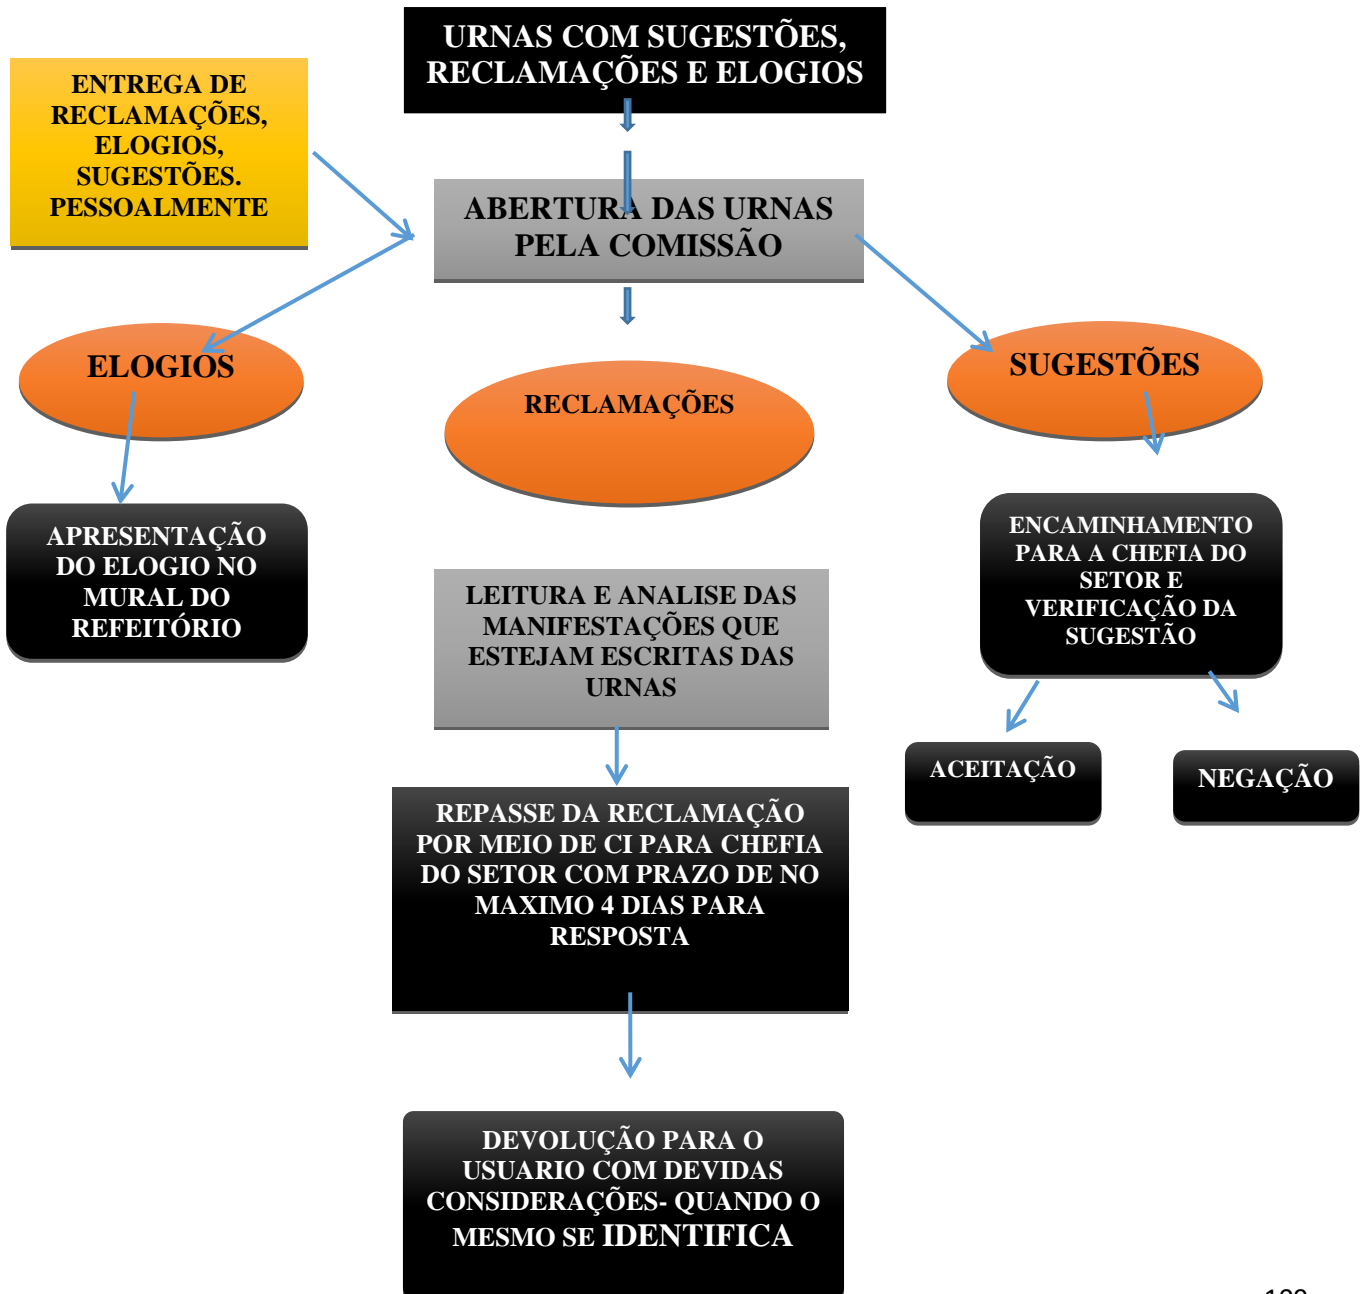 URNAS COM SUGESTÕES,
RECLAMAÇÕES E ELOGIOS
ENTREGA DE
RECLAMAÇÕES,
ELOGIOS,
SUGESTÕES.
PESSOALMENTE
ABERTURA DAS URNAS
PELA COMISSÃO
ELOGIOS
RECLAMAÇÕES
SUGESTÕES
APRESENTAÇÃO
DO ELOGIO NO
MURAL DO
REFEITÓRIO
LEITURA E ANALISE DAS
MANIFESTAÇÕES QUE
ESTEJAM ESCRITAS DAS
URNAS
ENCAMINHAMENTO
PARA A CHEFIA DO
SETOR E
VERIFICAÇÃO DA
SUGESTÃO
ACEITAÇÃO
NEGAÇÃO
REPASSE DA RECLAMAÇÃO
POR MEIO DE CI PARA CHEFIA
DO SETOR COM PRAZO DE NO
MAXIMO 4 DIAS PARA
RESPOSTA
DEVOLUÇÃO PARA O
USUARIO COM DEVIDAS
CONSIDERAÇÕES- QUANDO O
MESMO SE IDENTIFICA